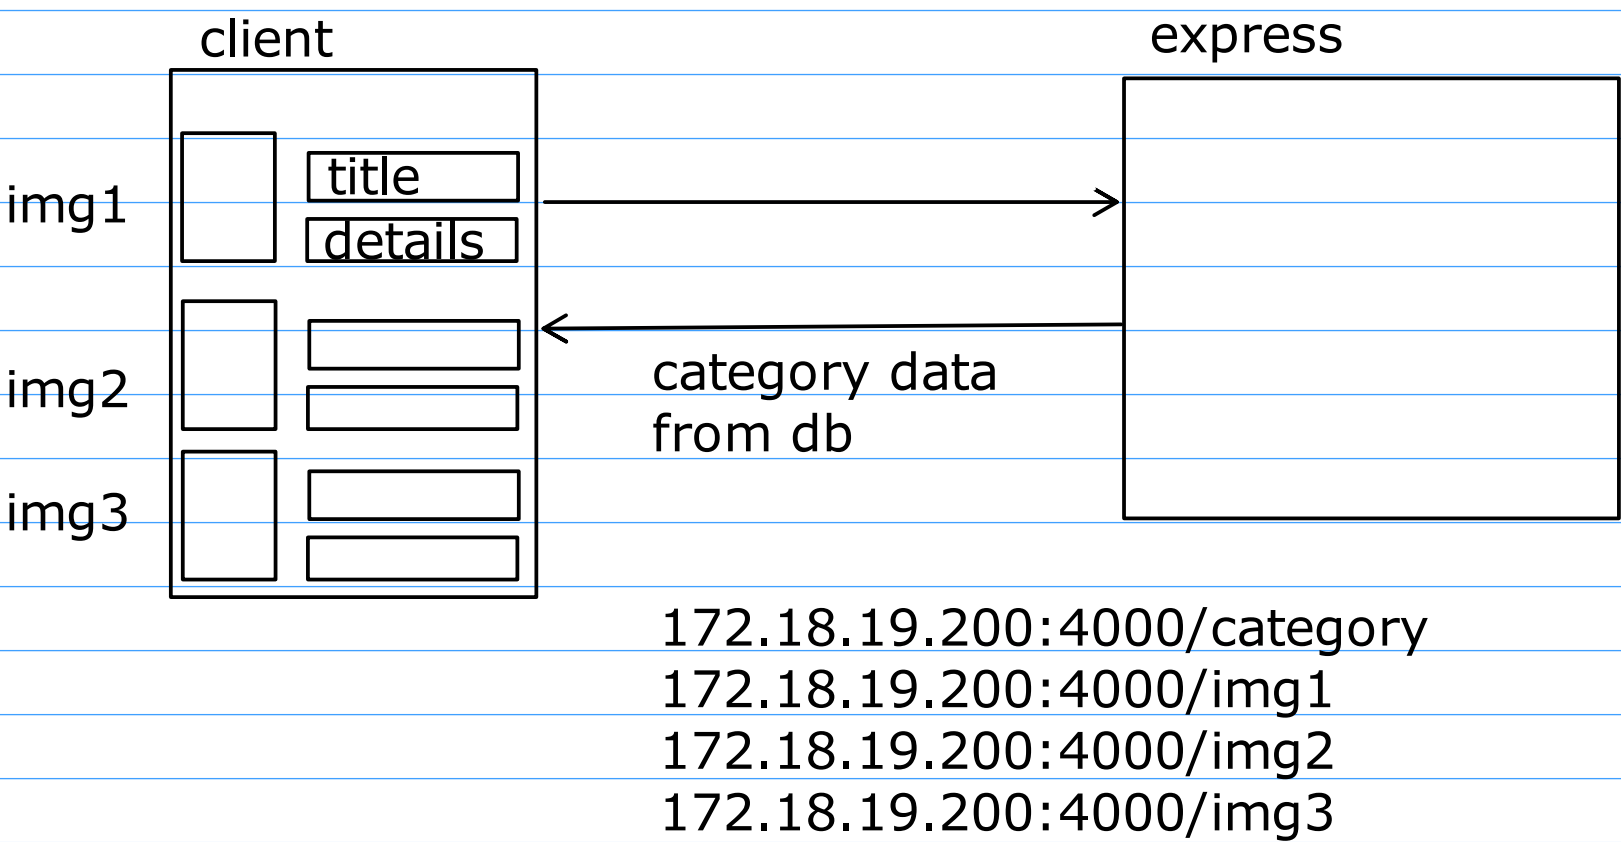 client
express
img1
title
details
img2
category data
from db
img3
172.18.19.200:4000/category
172.18.19.200:4000/img1
172.18.19.200:4000/img2
172.18.19.200:4000/img3